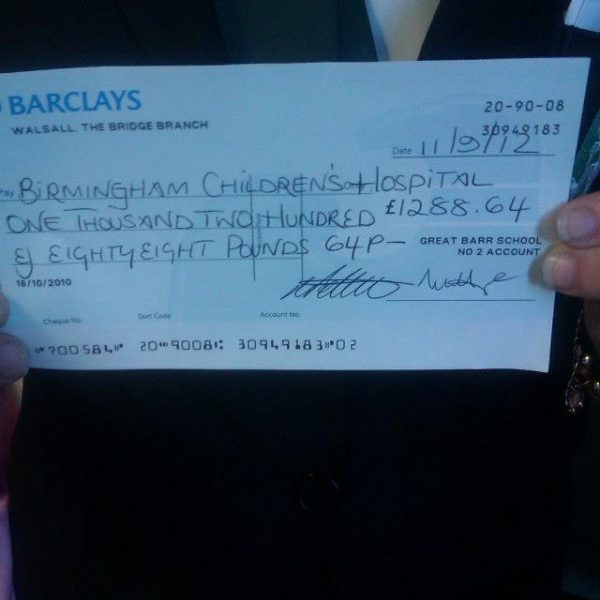 BARCLAYS
WALSALL, THE BRIDGE BRANCH
20-90-08
30949183
Date 11/9/12
Pay BIRMINGHAM CHILDREN'S HOSPITAL
ONE THOUSAND TWO HUNDRED £1288.64
& EIGHTY EIGHT POUNDS 64P—
GREAT BARR SCHOOL
NO 2 ACCOUNT
18/10/2010
Cheque No. Sort Code Account No.
⑈700584⑈ 20⑉9008⑆ 30949183⑈02